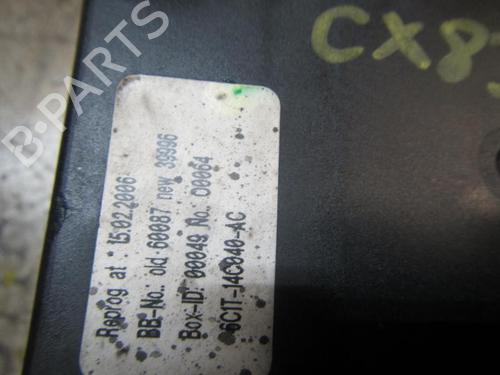 CX8
B-PARTS
Reprog at : 15.02.2006
BB-No.: old 60087 new 39996
Box-ID: 00049 No.: 00064
6C1T-14C040-AC